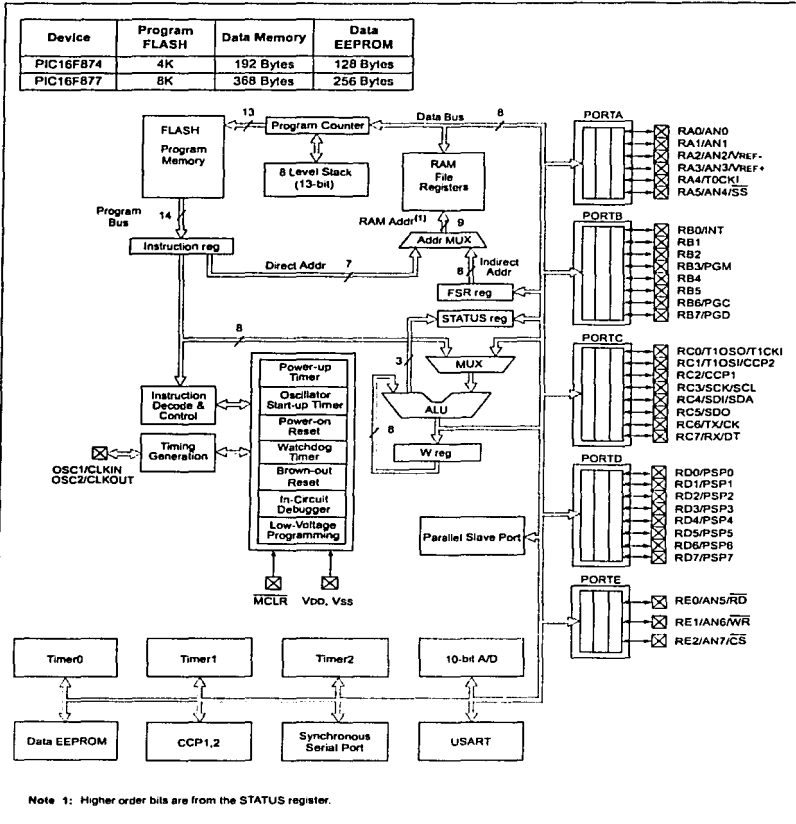 Device Program FLASH Data Memory Data EEPROM
PIC16F874 4K 192 Bytes 128 Bytes
PIC16F877 8K 368 Bytes 256 Bytes
13
Program Counter
Data Bus
8
FLASH
Program
Memory
8 Level Stack
(13-bit)
RAM
File
Registers
Program
Bus
14
RAM Addr(1)
9
Addr MUX
Instruction reg
Direct Addr
7
8
Indirect
Addr
FSR reg
STATUS reg
8
3
MUX
ALU
8
W reg
Power-up
Timer
Oscillator
Start-up Timer
Power-on
Reset
Watchdog
Timer
Brown-out
Reset
In-Circuit
Debugger
Low-Voltage
Programming
Instruction
Decode &
Control
Timing
Generation
OSC1/CLKIN
OSC2/CLKOUT
MCLR
VDD, VSS
Parallel Slave Port
PORTA
RA0/AN0
RA1/AN1
RA2/AN2/VREF-
RA3/AN3/VREF+
RA4/T0CKI
RA5/AN4/SS
PORTB
RB0/INT
RB1
RB2
RB3/PGM
RB4
RB5
RB6/PGC
RB7/PGD
PORTC
RC0/T1OSO/T1CKI
RC1/T1OSI/CCP2
RC2/CCP1
RC3/SCK/SCL
RC4/SDI/SDA
RC5/SDO
RC6/TX/CK
RC7/RX/DT
PORTD
RD0/PSP0
RD1/PSP1
RD2/PSP2
RD3/PSP3
RD4/PSP4
RD5/PSP5
RD6/PSP6
RD7/PSP7
PORTE
RE0/AN5/RD
RE1/AN6/WR
RE2/AN7/CS
Timer0
Timer1
Timer2
10-bit A/D
Data EEPROM
CCP1,2
Synchronous
Serial Port
USART
Note 1: Higher order bits are from the STATUS register.